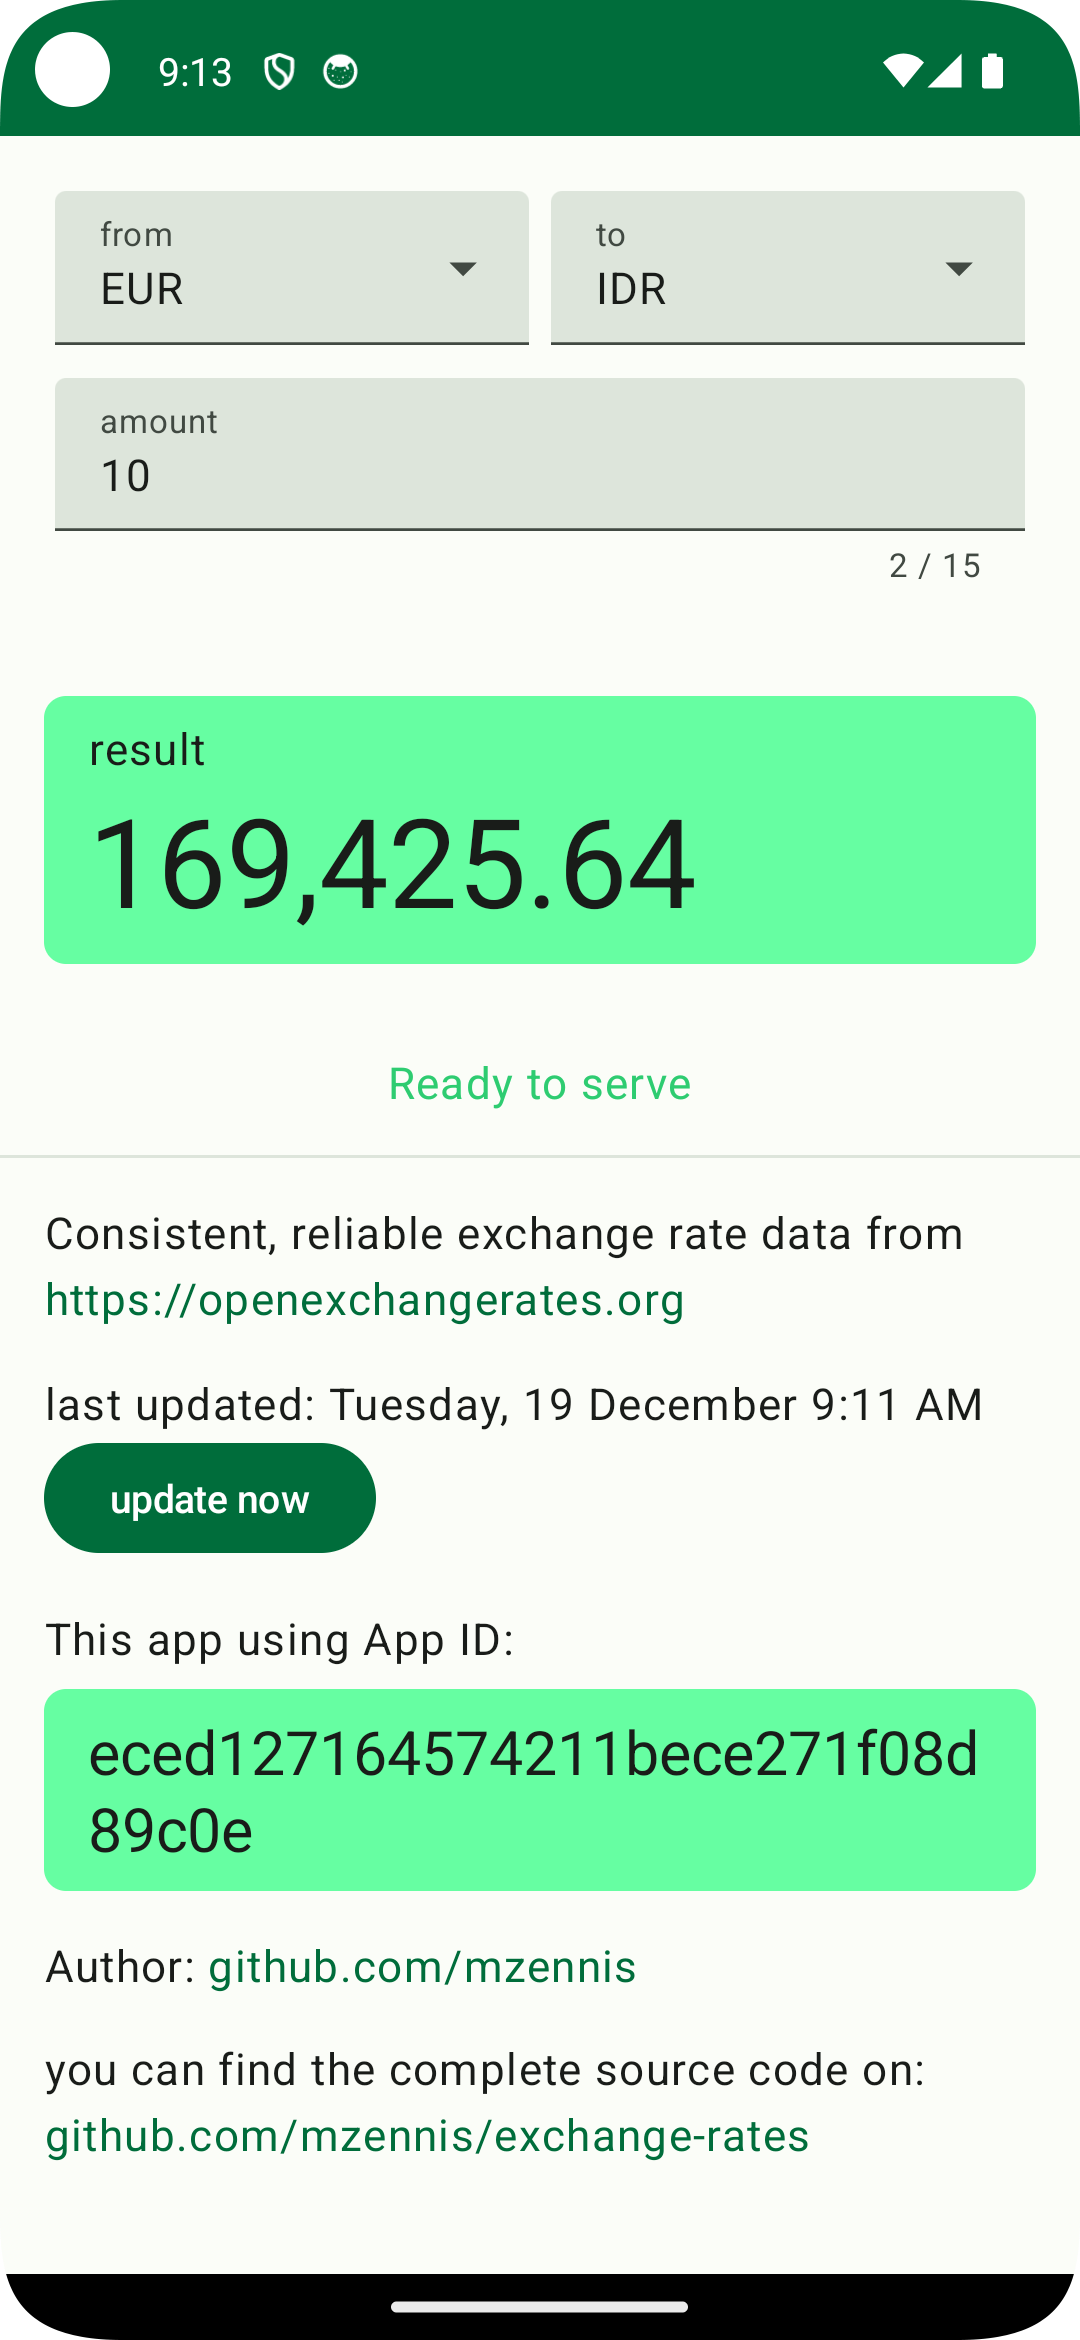 9:13
from
EUR
to
IDR
amount
10
2 / 15
result
169,425.64
Ready to serve
Consistent, reliable exchange rate data from
https://openexchangerates.org
last updated: Tuesday, 19 December 9:11 AM
update now
This app using App ID:
eced127164574211bece271f08d
89c0e
Author: github.com/mzennis
you can find the complete source code on:
github.com/mzennis/exchange-rates